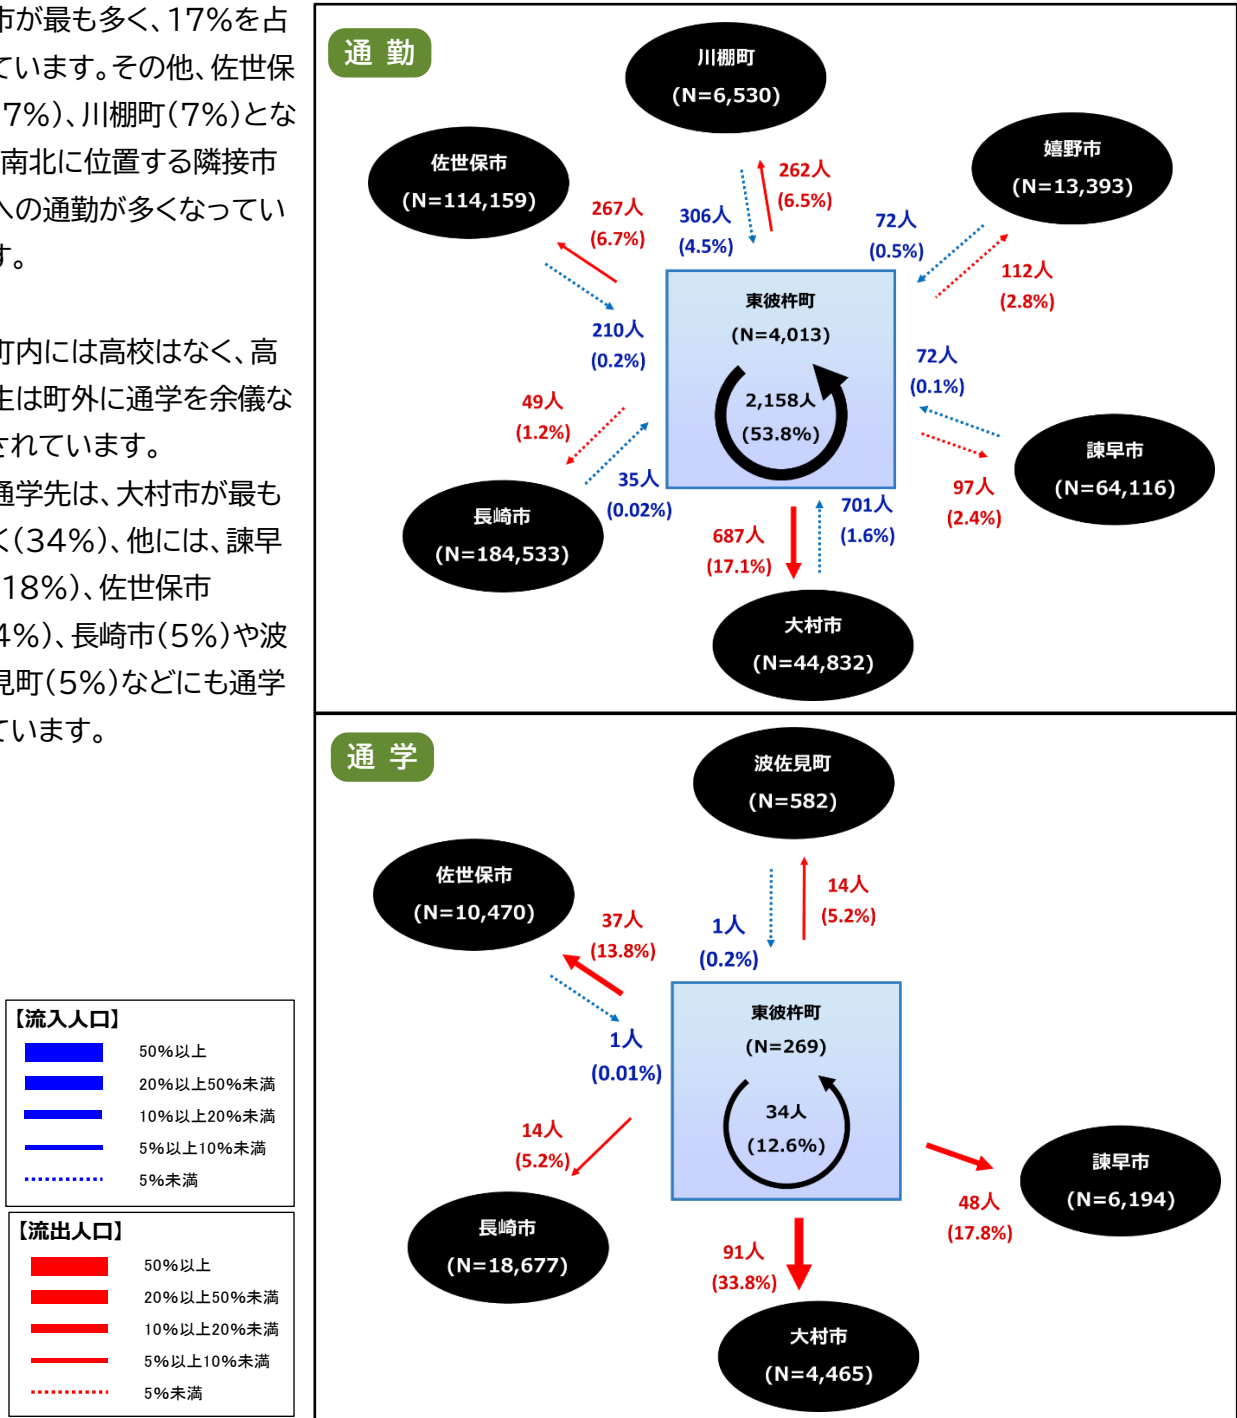 市が最も多く、17%を占
ています。その他、佐世保
7%)、川棚町(7%)とな
南北に位置する隣接市
への通勤が多くなってい
す。
町内には高校はなく、高
生は町外に通学を余儀な
されています。
通学先は、大村市が最も
く(34%)、他には、諫早
18%)、佐世保市
4%)、長崎市(5%)や波
見町(5%)などにも通学
ています。
【流入人口】
50%以上
20%以上50%未満
10%以上20%未満
5%以上10%未満
5%未満
【流出人口】
50%以上
20%以上50%未満
10%以上20%未満
5%以上10%未満
5%未満
通 勤
川棚町
(N=6,530)
佐世保市
(N=114,159)
嬉野市
(N=13,393)
267人
(6.7%)
306人
(4.5%)
262人
(6.5%)
72人
(0.5%)
112人
(2.8%)
210人
(0.2%)
東彼杵町
(N=4,013)
2,158人
(53.8%)
72人
(0.1%)
49人
(1.2%)
35人
(0.02%)
長崎市
(N=184,533)
諫早市
(N=64,116)
97人
(2.4%)
687人
(17.1%)
701人
(1.6%)
大村市
(N=44,832)
通 学
波佐見町
(N=582)
佐世保市
(N=10,470)
37人
(13.8%)
1人
(0.2%)
14人
(5.2%)
1人
(0.01%)
東彼杵町
(N=269)
34人
(12.6%)
14人
(5.2%)
長崎市
(N=18,677)
諫早市
(N=6,194)
48人
(17.8%)
91人
(33.8%)
大村市
(N=4,465)